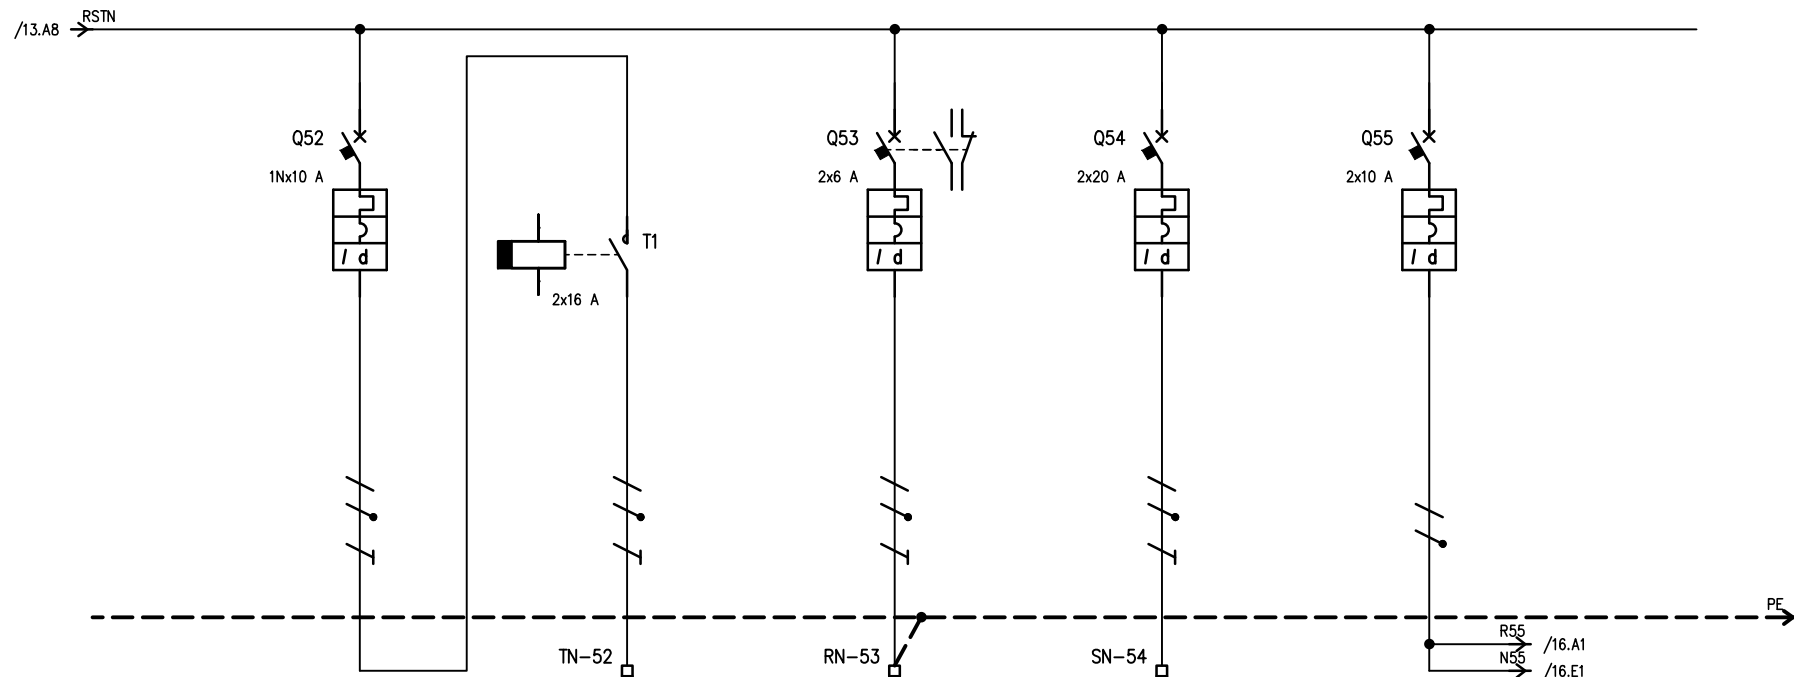 RSTN
/13.A8
Q52
Q53
Q54
Q55
1Nx10 A
2x6 A
2x20 A
2x10 A
T1
I d
I d
I d
I d
2x16 A
PE
R55
/16.A1
TN-52
RN-53
SN-54
N55
/16.E1